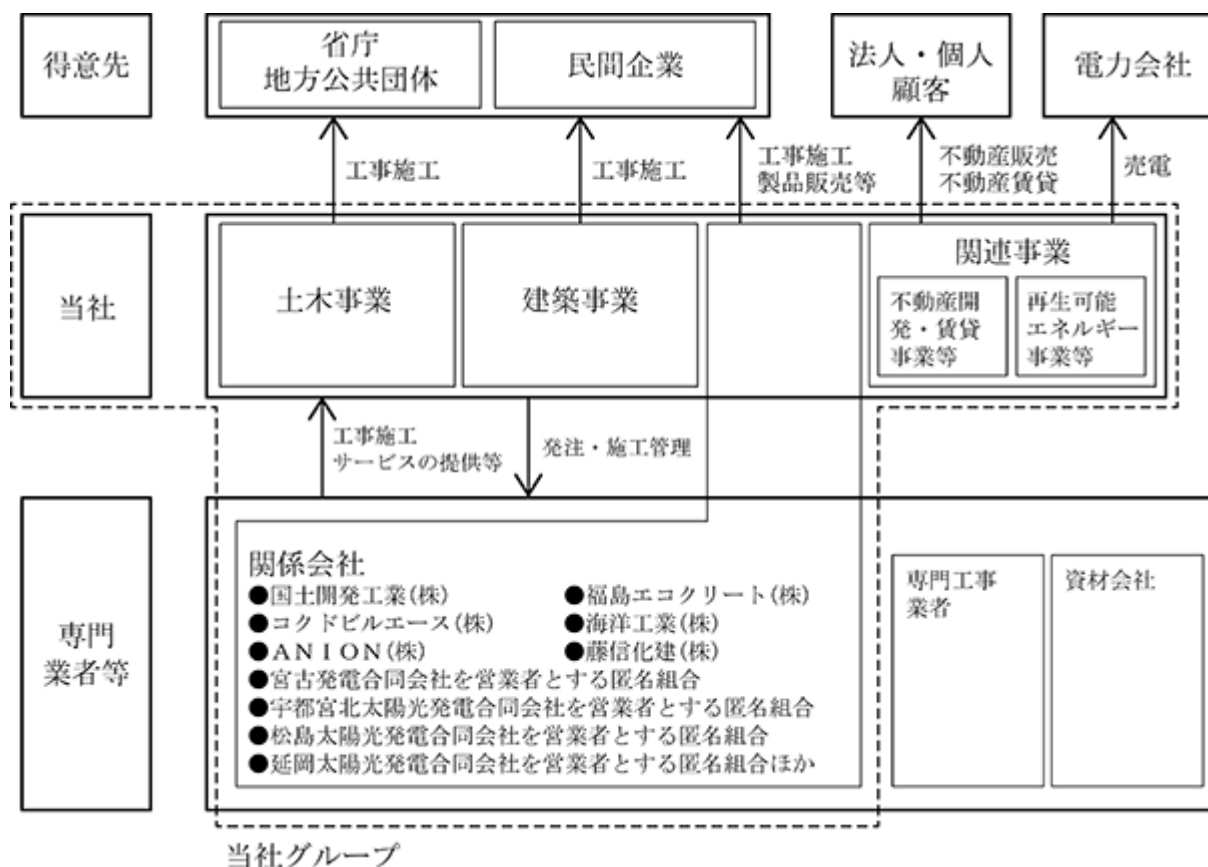 得意先
省庁
地方公共団体
民間企業
法人・個人
顧客
電力会社
工事施工
工事施工
工事施工
製品販売等
不動産販売
不動産賃貸
売電
当社
土木事業
建築事業
関連事業
不動産開
発・賃貸
事業等
再生可能
エネルギー
事業等
工事施工
サービスの提供等
発注・施工管理
専門
業者等
関係会社
●国土開発工業(株)
●福島エコクリート(株)
●コクドビルエース(株)
●海洋工業(株)
●ＡＮＩＯＮ(株)
●藤信化建(株)
●宮古発電合同会社を営業者とする匿名組合
●宇都宮北太陽光発電合同会社を営業者とする匿名組合
●松島太陽光発電合同会社を営業者とする匿名組合
●延岡太陽光発電合同会社を営業者とする匿名組合ほか
専門工事
業者
資材会社
当社グループ